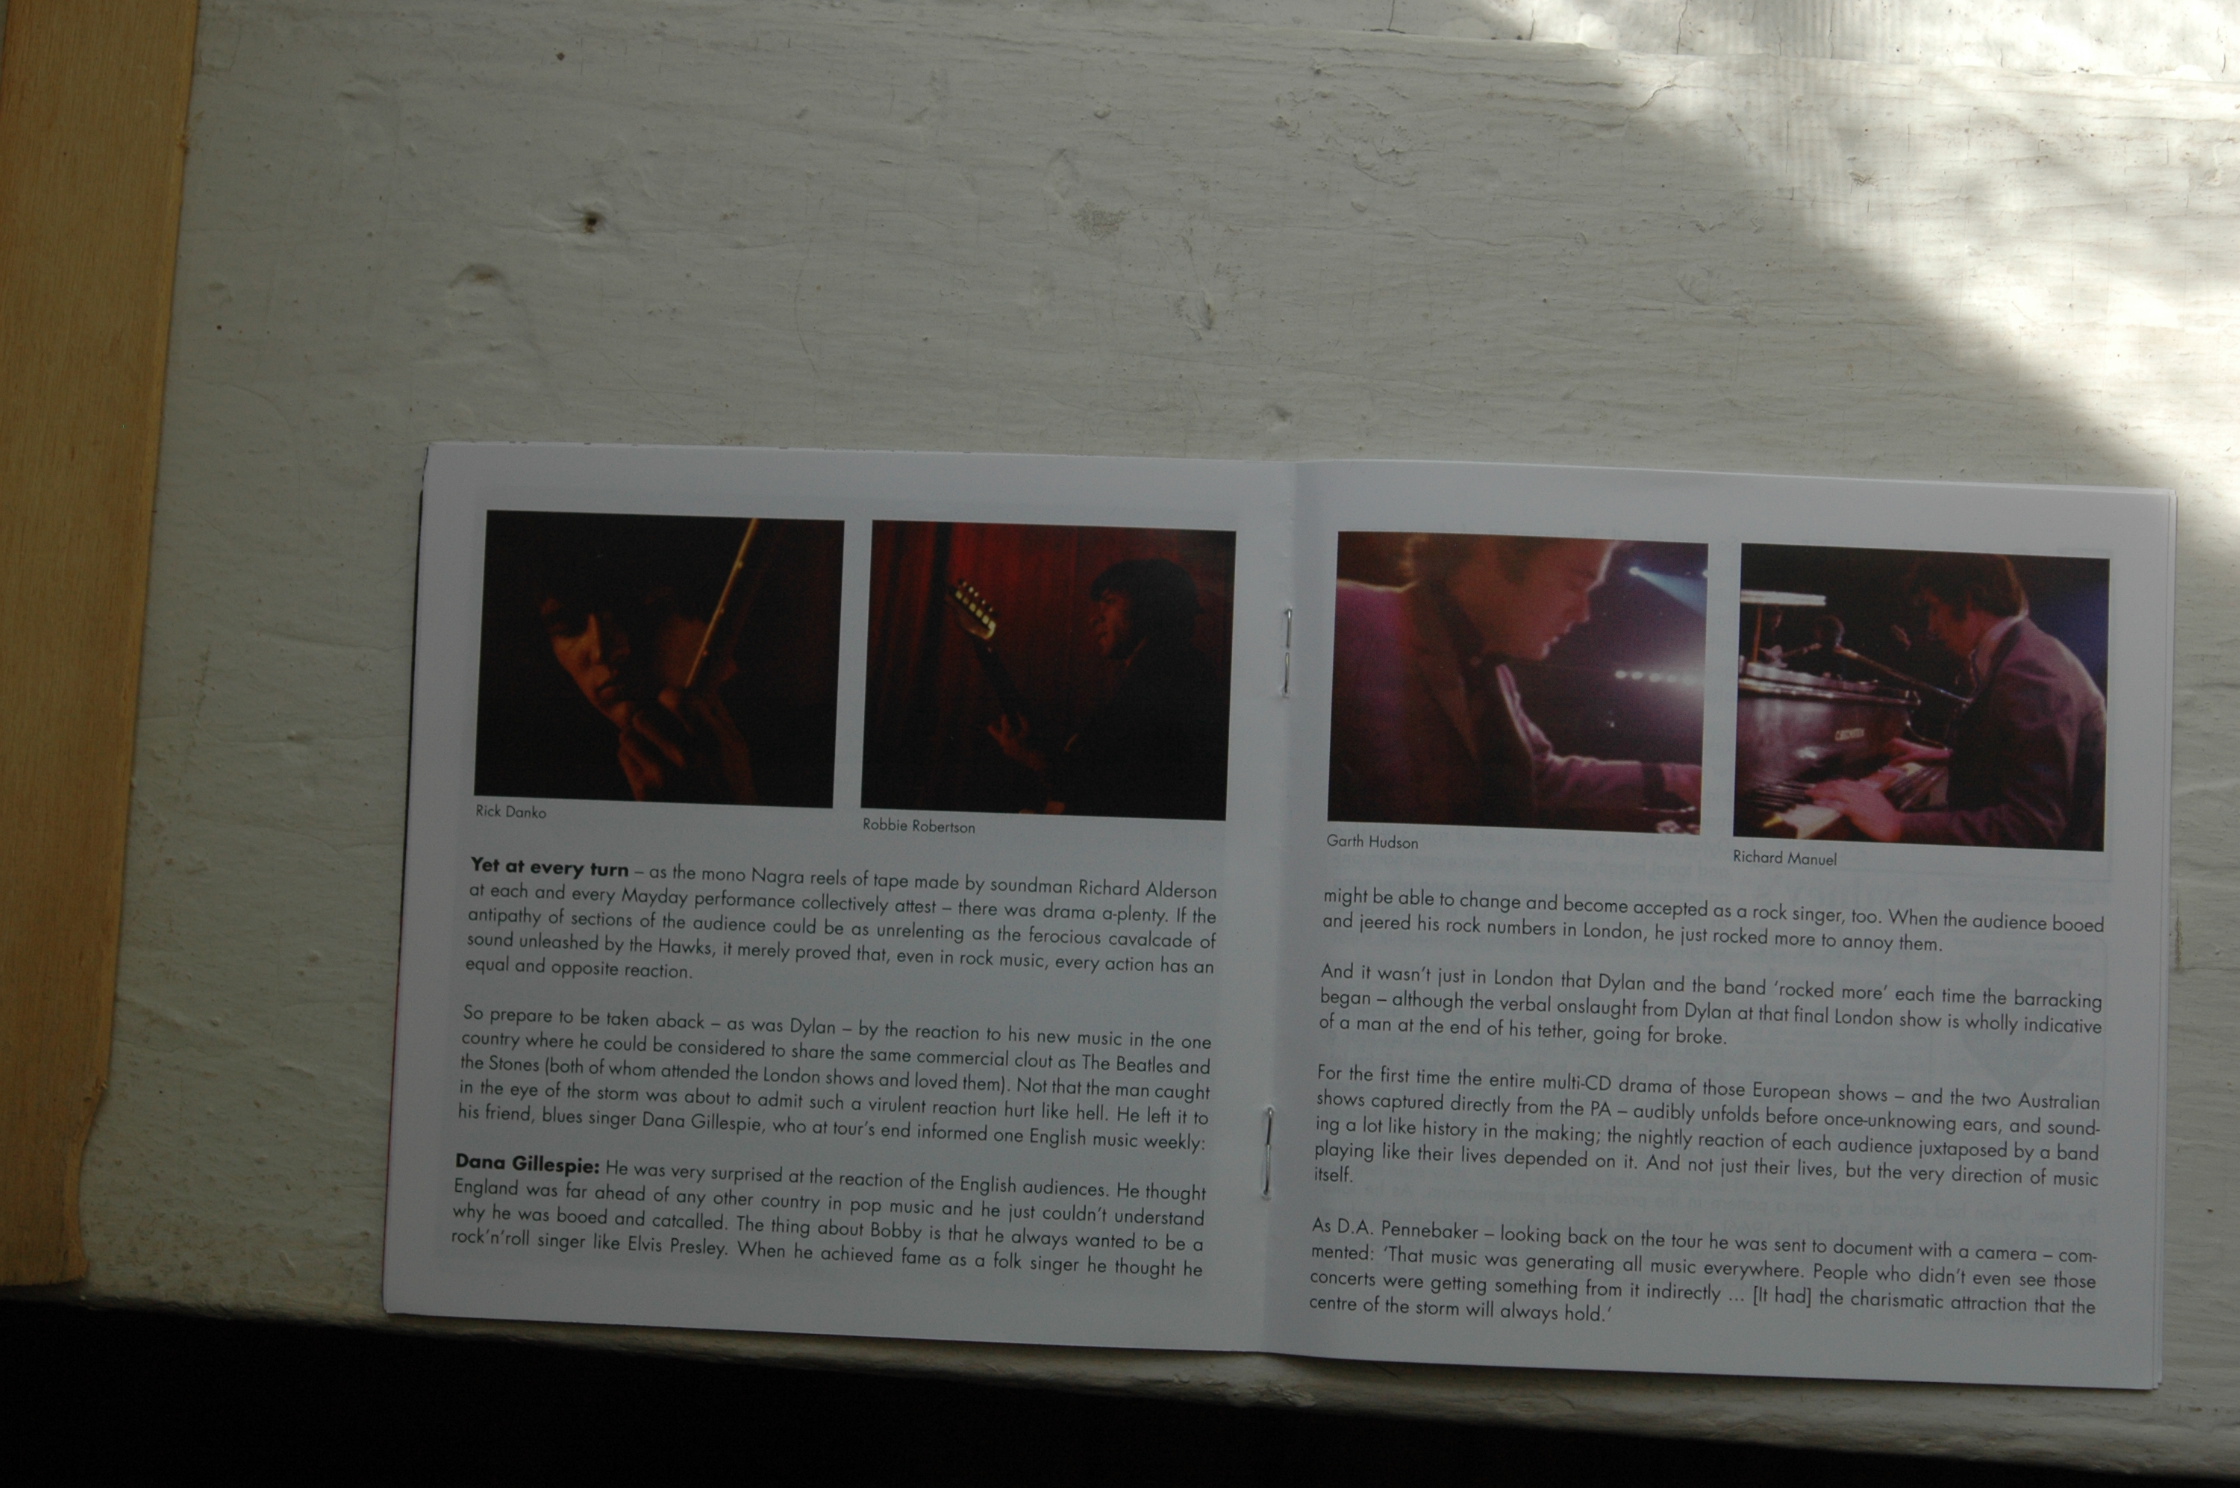 Rick Danko
Robbie Robertson
Yet at every turn – as the mono Nagra reels of tape made by soundman Richard Alderson
at each and every Mayday performance collectively attest – there was drama a-plenty. If the
antipathy of sections of the audience could be as unrelenting as the ferocious cavalcade of
sound unleashed by the Hawks, it merely proved that, even in rock music, every action has an
equal and opposite reaction.
So prepare to be taken aback – as was Dylan – by the reaction to his new music in the one
country where he could be considered to share the same commercial clout as The Beatles and
the Stones (both of whom attended the London shows and loved them). Not that the man caught
in the eye of the storm was about to admit such a virulent reaction hurt like hell. He left it to
his friend, blues singer Dana Gillespie, who at tour's end informed one English music weekly:
Dana Gillespie: He was very surprised at the reaction of the English audiences. He thought
England was far ahead of any other country in pop music and he just couldn't understand
why he was booed and catcalled. The thing about Bobby is that he always wanted to be a
rock'n'roll singer like Elvis Presley. When he achieved fame as a folk singer he thought he
Garth Hudson
Richard Manuel
might be able to change and become accepted as a rock singer, too. When the audience booed
and jeered his rock numbers in London, he just rocked more to annoy them.
And it wasn't just in London that Dylan and the band 'rocked more' each time the barracking
began – although the verbal onslaught from Dylan at that final London show is wholly indicative
of a man at the end of his tether, going for broke.
For the first time the entire multi-CD drama of those European shows – and the two Australian
shows captured directly from the PA – audibly unfolds before once-unknowing ears, and sound-
ing a lot like history in the making; the nightly reaction of each audience juxtaposed by a band
playing like their lives depended on it. And not just their lives, but the very direction of music
itself.
As D.A. Pennebaker – looking back on the tour he was sent to document with a camera – com-
mented: 'That music was generating all music everywhere. People who didn't even see those
concerts were getting something from it indirectly ... [It had] the charismatic attraction that the
centre of the storm will always hold.'